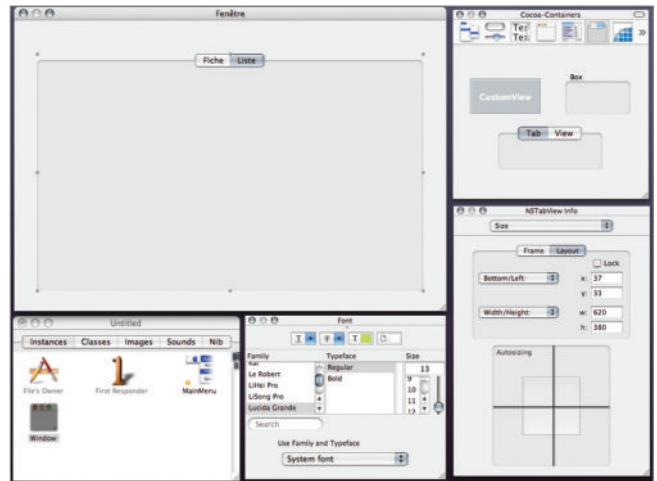 Fenêtre
Fiche Liste
Cocoa-Containers
CustomView
Box
Tab View
NSTabView Info
Size
Frame Layout
Lock
Bottom/Left:
x: 37
y: 33
Width/Height:
w: 620
h: 380
Autosizing
Untitled
Instances Classes Images Sounds Nib
File's Owner First Responder MainMenu
Window
Font
Family Typeface Size
Regular 13
Le Robert Bold 9
LiHei Pro 10
LiSong Pro 11
Lucida Grande 12
Search
Use Family and Typeface
System font